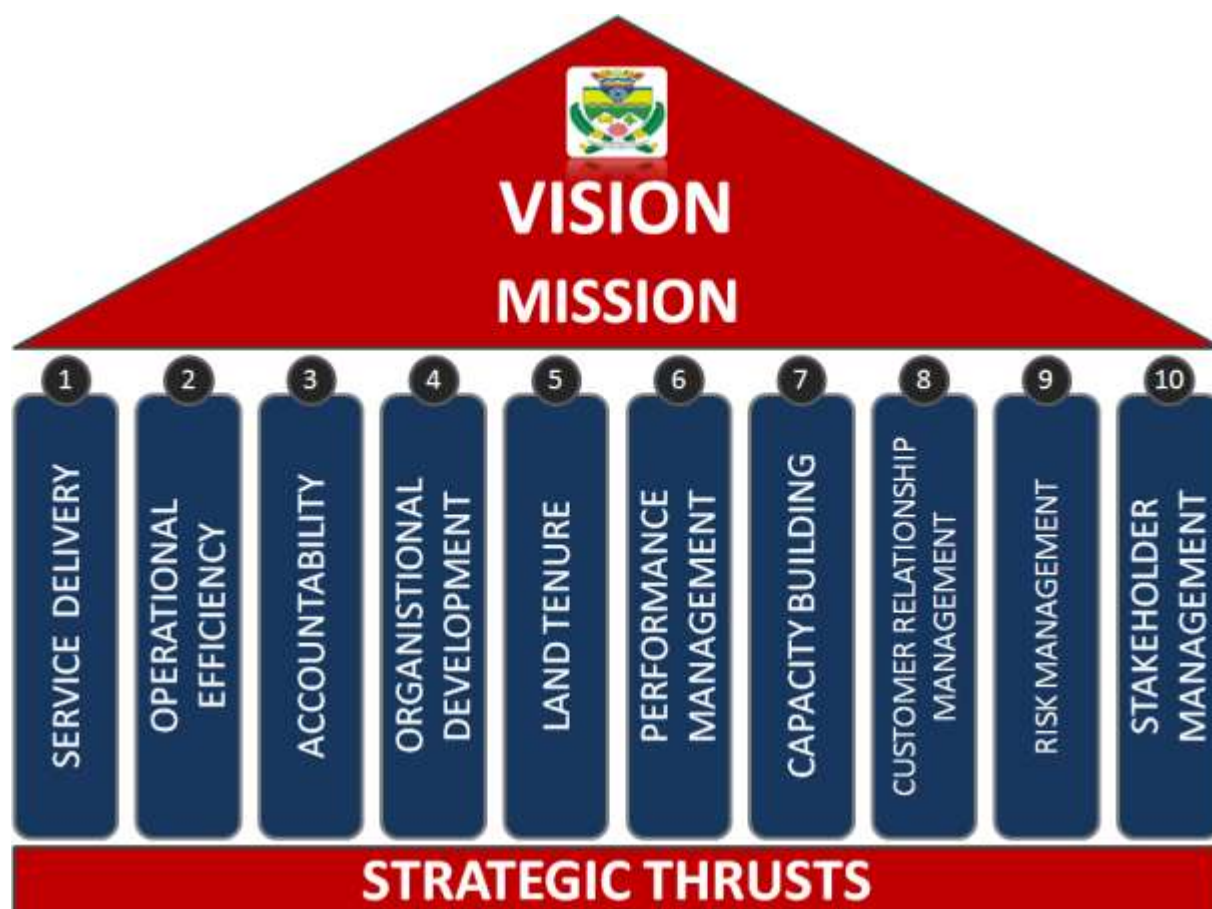 VISION
MISSION
1
SERVICE DELIVERY
2
OPERATIONAL
EFFICIENCY
3
ACCOUNTABILITY
4
ORGANISTIONAL
DEVELOPMENT
5
LAND TENURE
6
PERFORMANCE
MANAGEMENT
7
CAPACITY BUILDING
8
CUSTOMER RELATIONSHIP
MANAGEMENT
9
RISK MANAGEMENT
10
STAKEHOLDER
MANAGEMENT
STRATEGIC THRUSTS